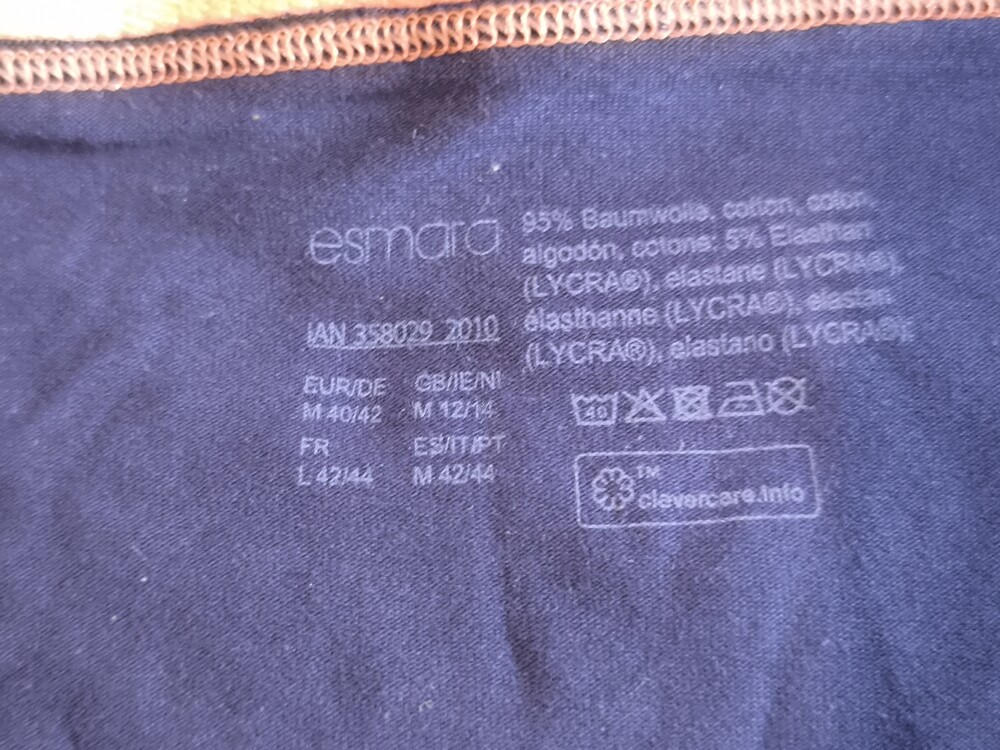 esmara
IAN 358029_2010
EUR/DE GB/IE/NI
M 40/42 M 12/14
FR ES/IT/PT
L 42/44 M 42/44
95% Baumwolle, cotton, coton,
algodón, cotone; 5% Elasthan
(LYCRA®), elastane (LYCRA®),
élasthanne (LYCRA®), elastán
(LYCRA®), elastano (LYCRA®);
40
TM
clevercare.info